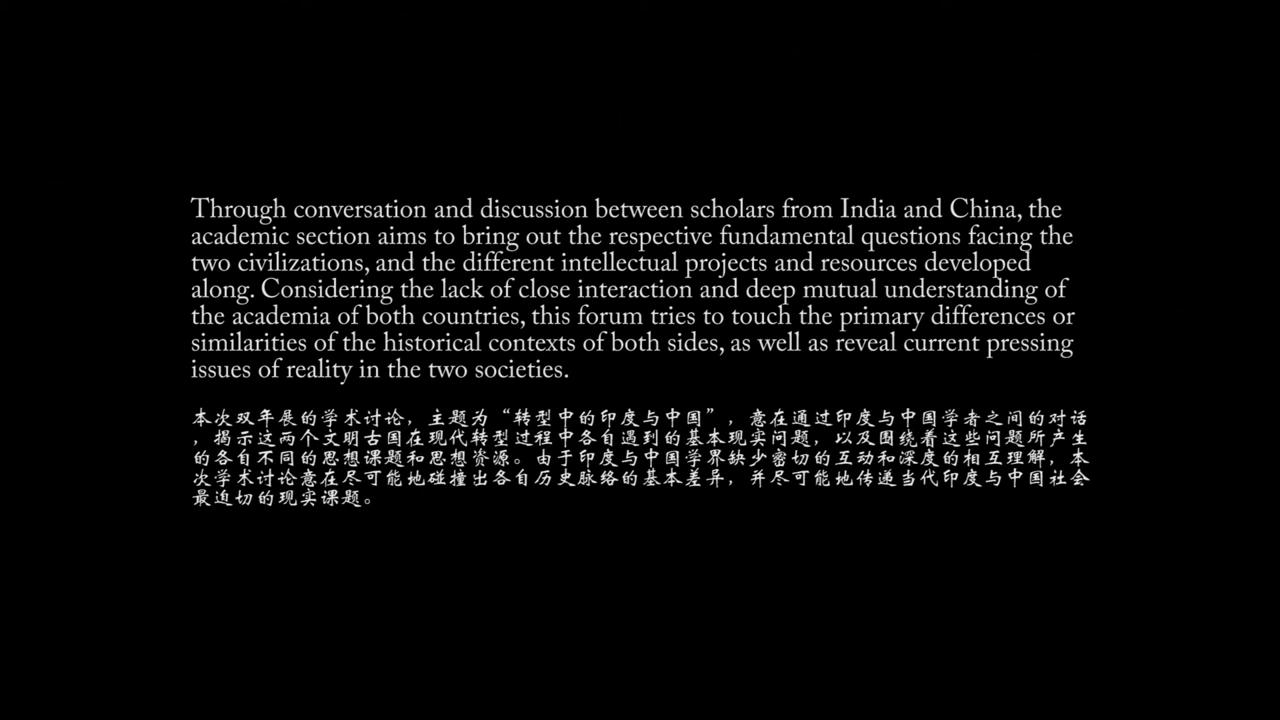 Through conversation and discussion between scholars from India and China, the
academic section aims to bring out the respective fundamental questions facing the
two civilizations, and the different intellectual projects and resources developed
along. Considering the lack of close interaction and deep mutual understanding of
the academia of both countries, this forum tries to touch the primary differences or
similarities of the historical contexts of both sides, as well as reveal current pressing
issues of reality in the two societies.
本次双年展的学术讨论，主题为“转型中的印度与中国”，意在通过印度与中国学者之间的对话
，揭示这两个文明古国在现代转型过程中各自遇到的基本现实问题，以及围绕着这些问题所产生
的各自不同的思想课题和思想资源。由于印度与中国学界缺少密切的互动和深度的相互理解，本
次学术讨论意在尽可能地碰撞出各自历史脉络的基本差异，并尽可能地传递当代印度与中国社会
最迫切的现实课题。